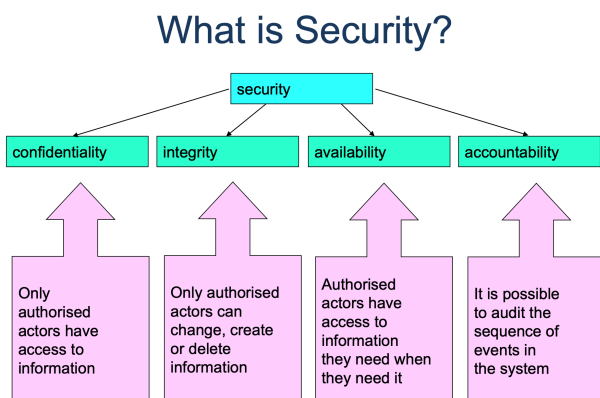 What is Security?
security
confidentiality
integrity
availability
accountability
Only
authorised
actors have
access to
information
Only authorised
actors can
change, create
or delete
information
Authorised
actors have
access to
information
they need when
they need it
It is possible
to audit the
sequence of
events in
the system